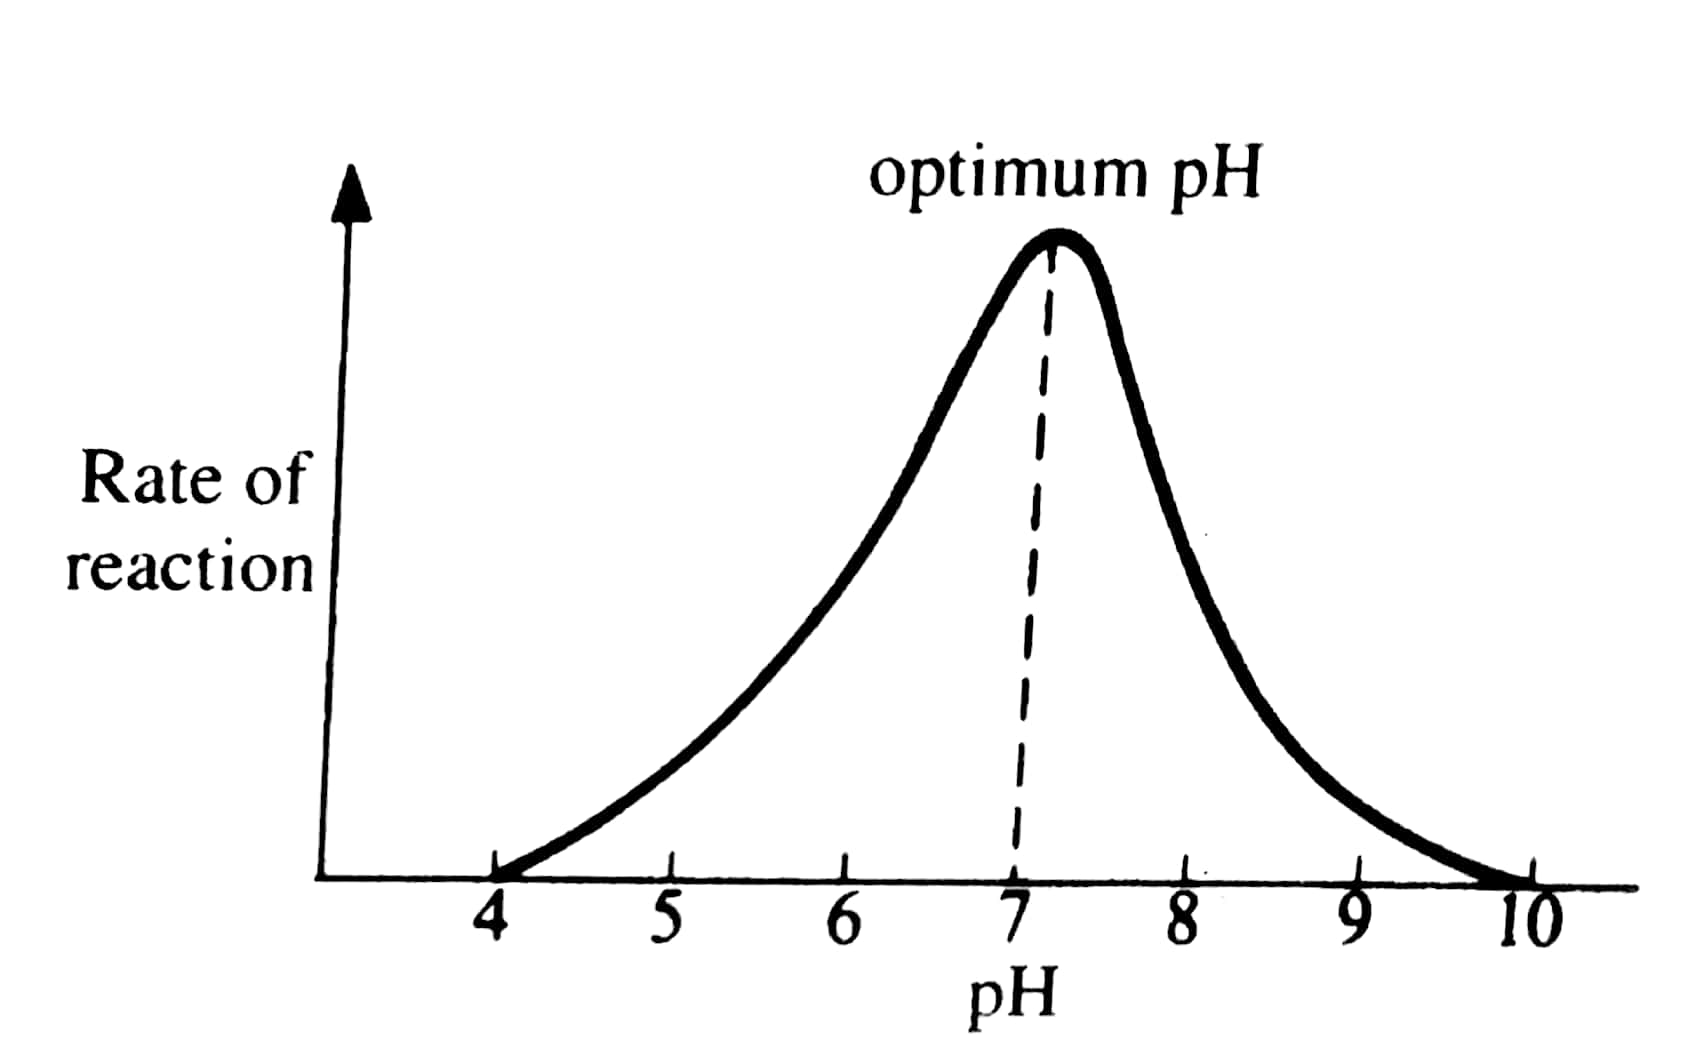 optimum pH
Rate of
reaction
4 5 6 7 8 9 10
pH